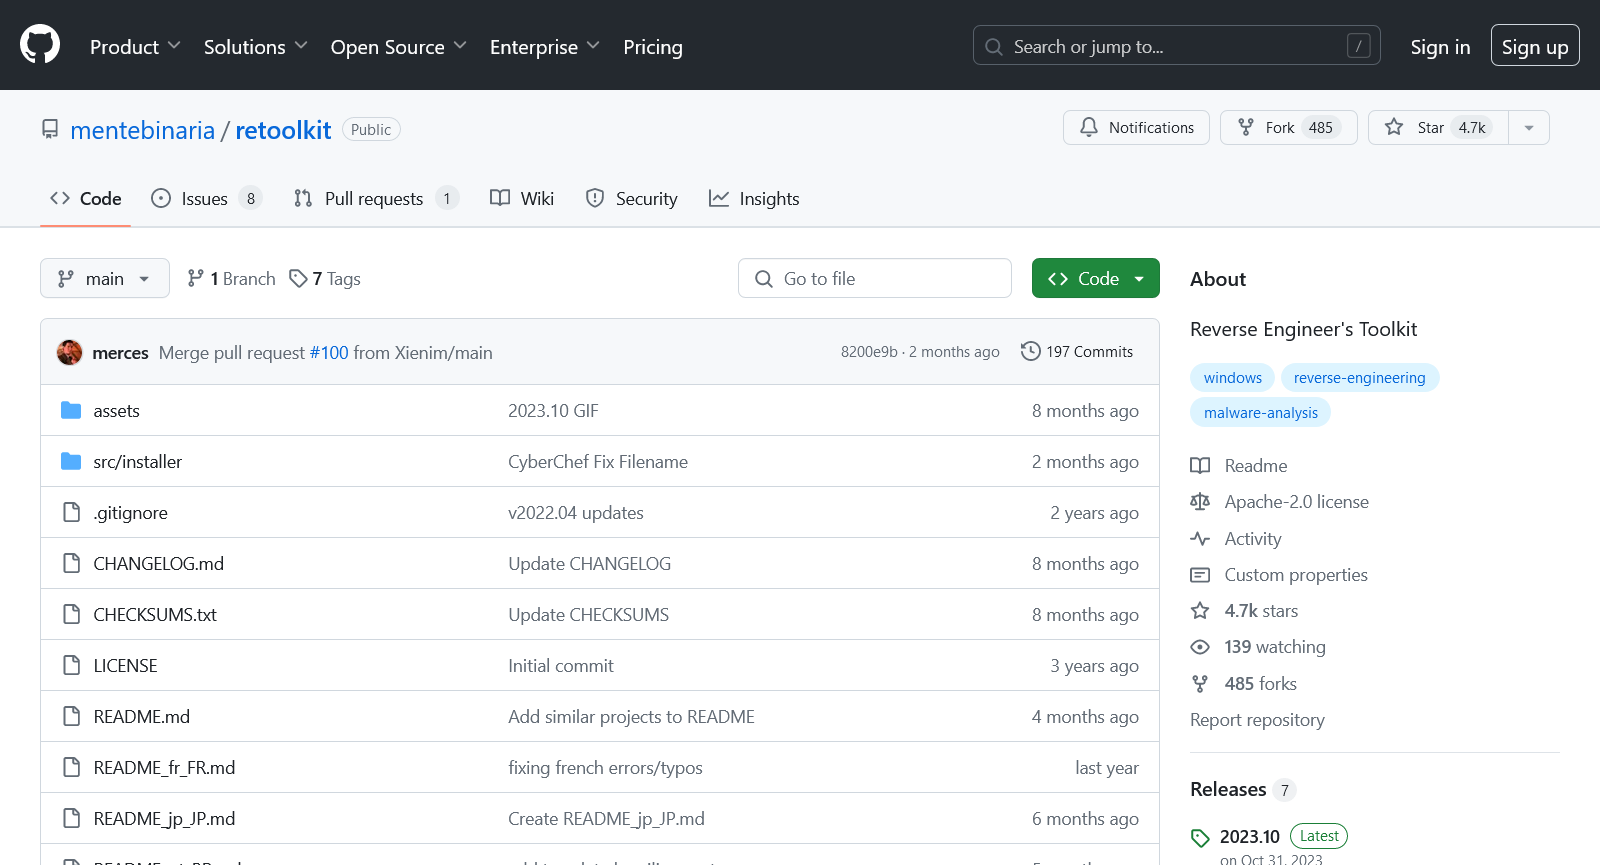 Product Solutions Open Source Enterprise Pricing Search or jump to... / Sign in Sign up
mentebinaria / retoolkit Public Notifications Fork 485 Star 4.7k
Code Issues 8 Pull requests 1 Wiki Security Insights
main 1 Branch 7 Tags Go to file Code
merces Merge pull request #100 from Xienim/main 8200e9b · 2 months ago 197 Commits
assets 2023.10 GIF 8 months ago
src/installer CyberChef Fix Filename 2 months ago
.gitignore v2022.04 updates 2 years ago
CHANGELOG.md Update CHANGELOG 8 months ago
CHECKSUMS.txt Update CHECKSUMS 8 months ago
LICENSE Initial commit 3 years ago
README.md Add similar projects to README 4 months ago
README_fr_FR.md fixing french errors/typos last year
README_jp_JP.md Create README_jp_JP.md 6 months ago
About
Reverse Engineer's Toolkit
windows reverse-engineering
malware-analysis
Readme
Apache-2.0 license
Activity
Custom properties
4.7k stars
139 watching
485 forks
Report repository
Releases 7
2023.10 Latest
on Oct 31, 2023